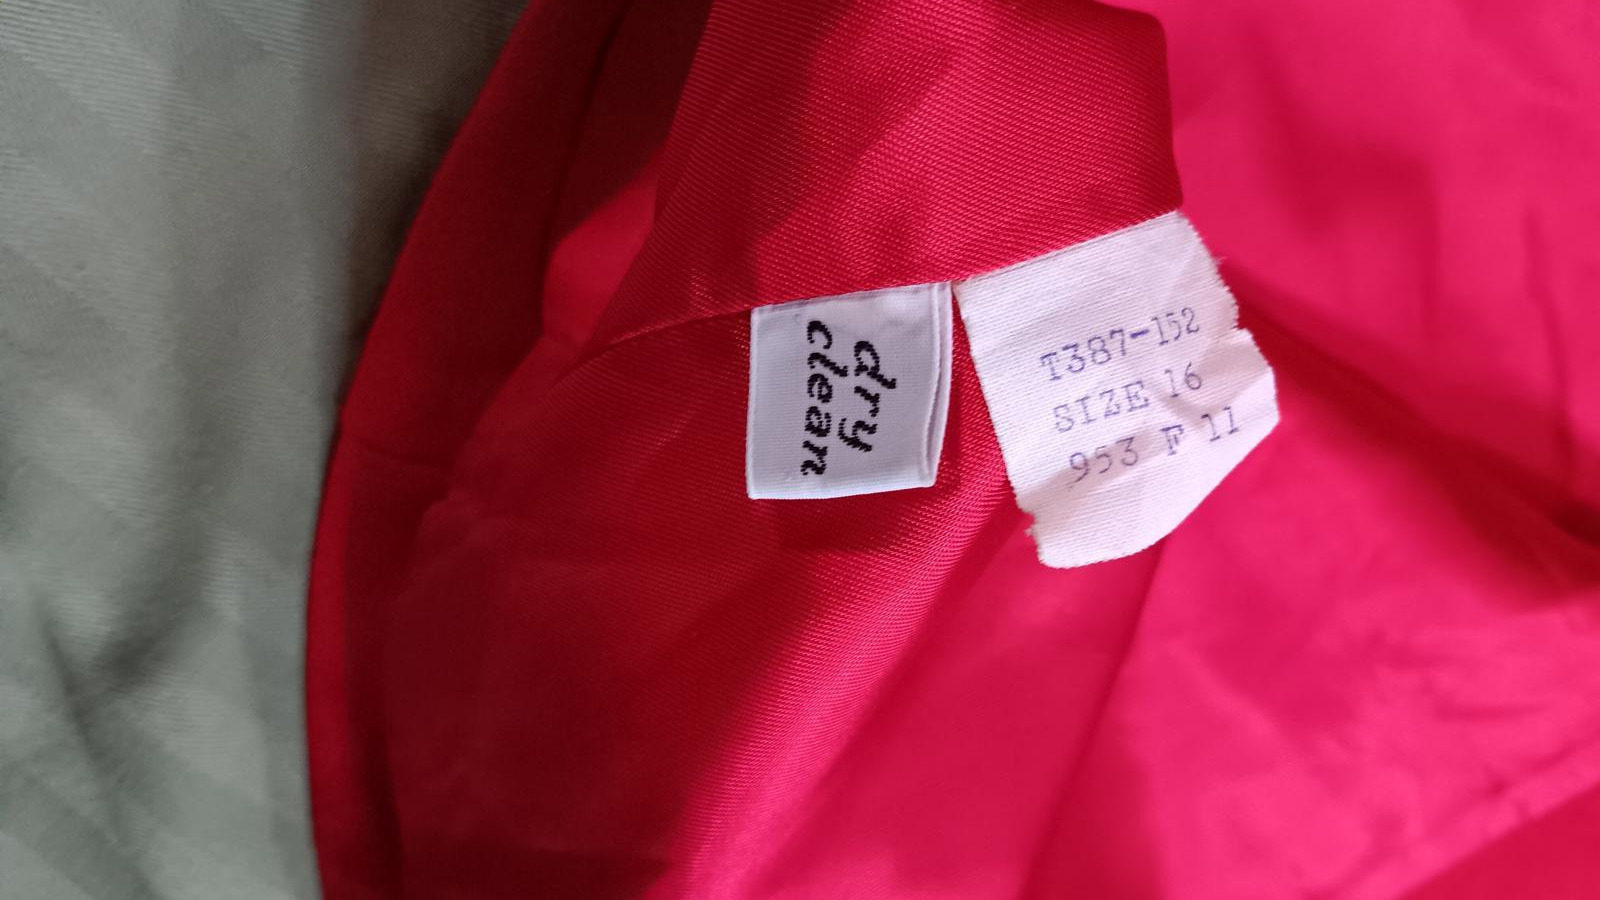 dry
clean
T387-152
SIZE 16
953 F 11